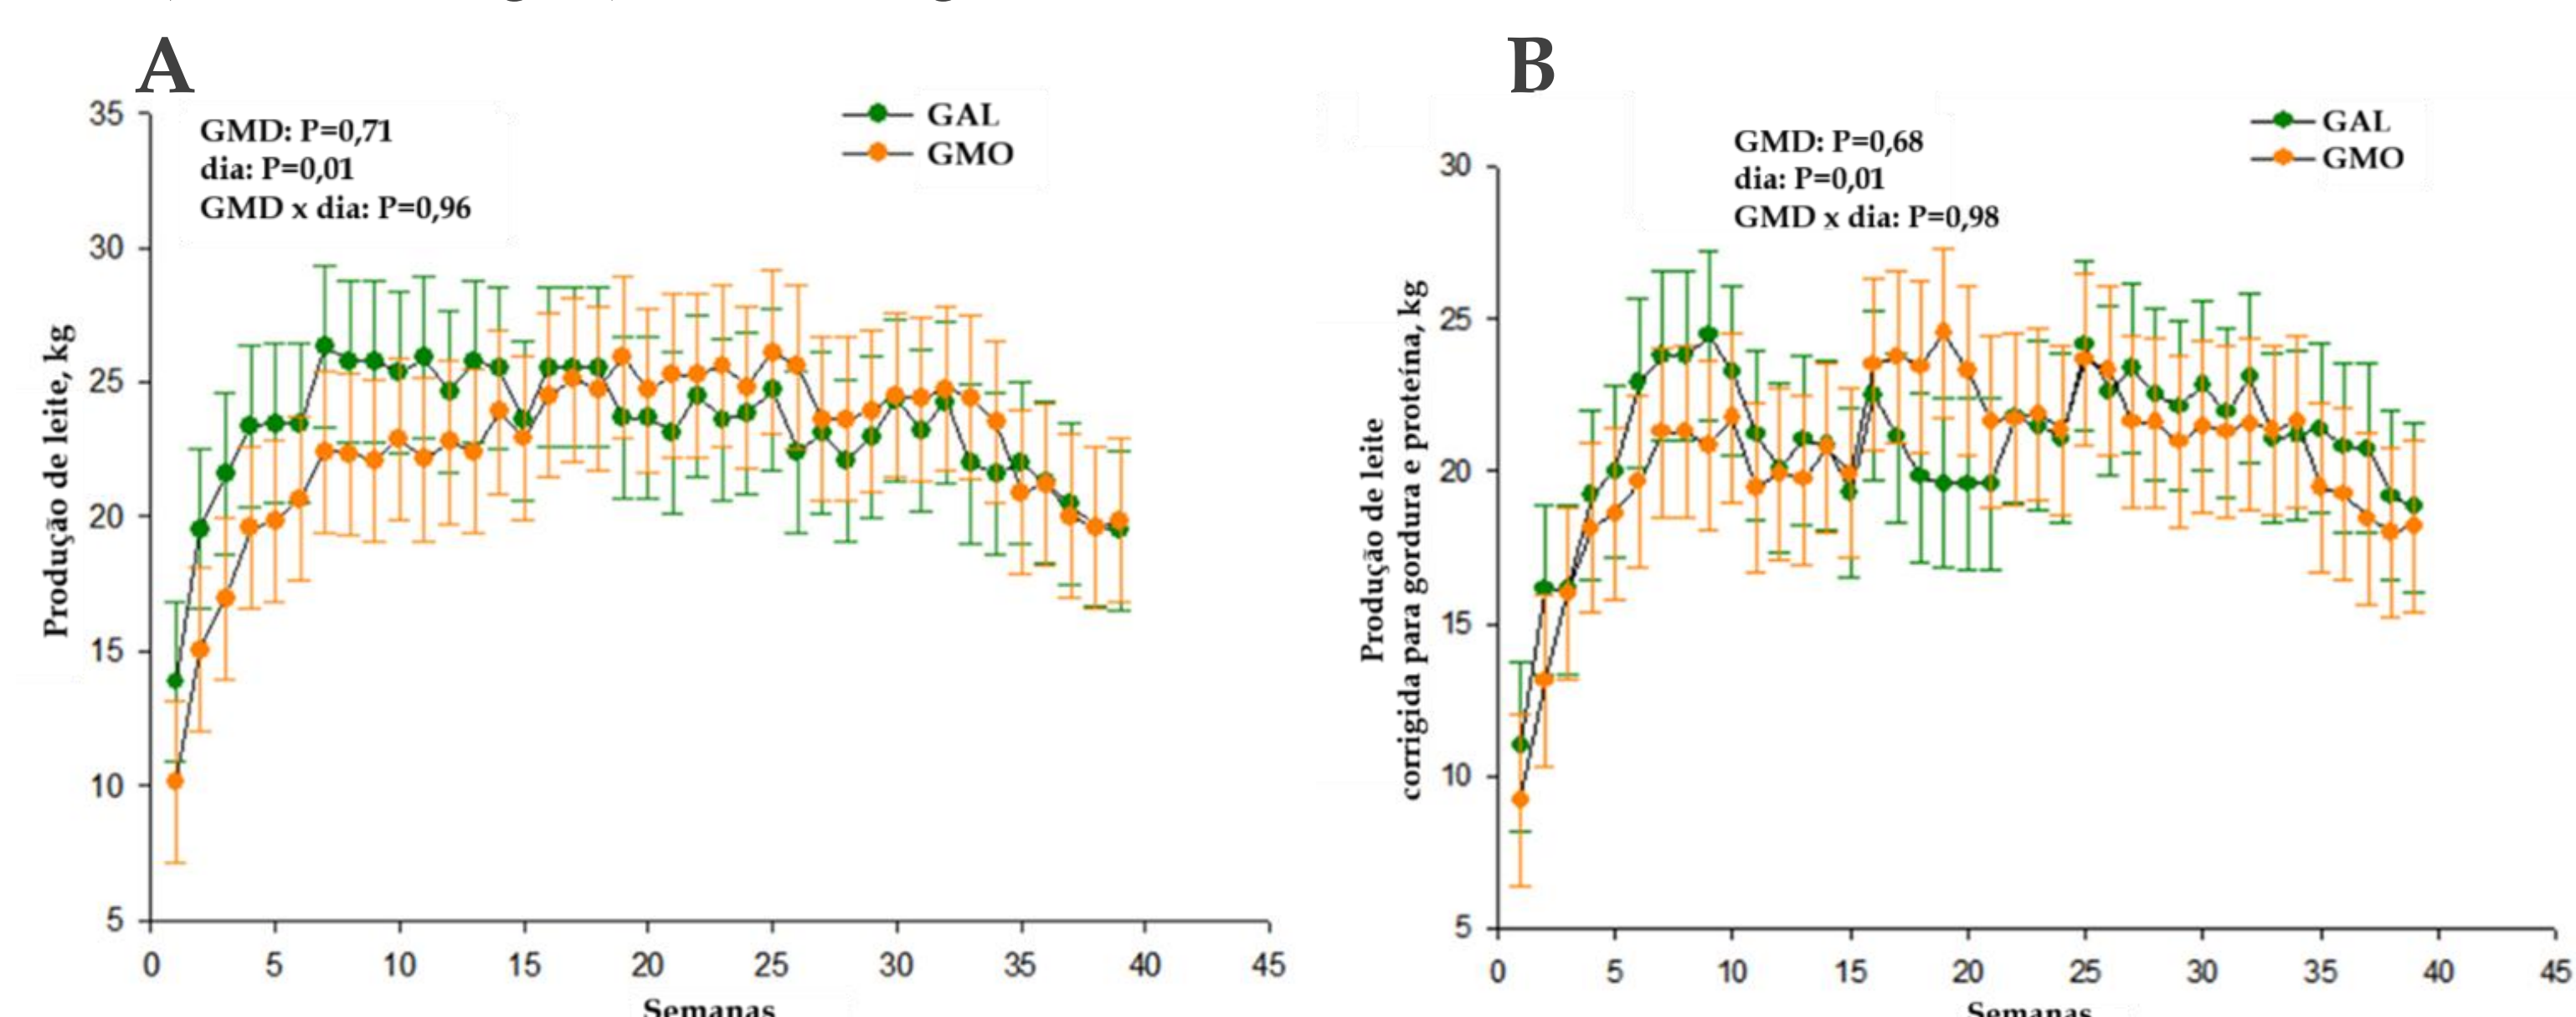 A
GMD: P=0,71
dia: P=0,01
GMD x dia: P=0,96
GAL
GMO
Produção de leite, kg
35
30
25
20
15
10
5
0 5 10 15 20 25 30 35 40 45
Semanas
B
GMD: P=0,68
dia: P=0,01
GMD x dia: P=0,98
GAL
GMO
Produção de leite
corrigida para gordura e proteína, kg
30
25
20
15
10
5
0 5 10 15 20 25 30 35 40 45
Semanas